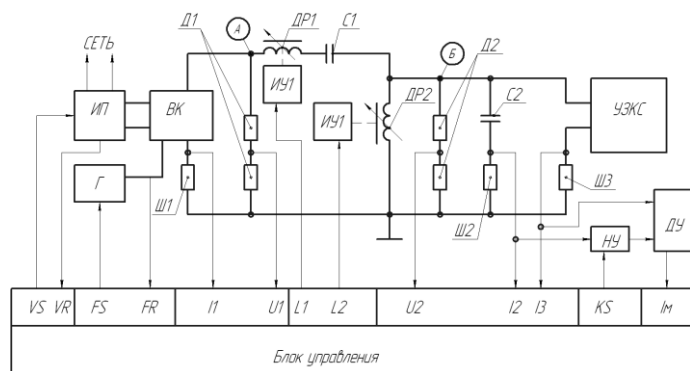 А ДР1 С1
Д1 Б Д2
СЕТЬ
ИУ1 ДР2 С2
ИП ВК ИУ1 УЗКС
Г Ш1 Ш2 Ш3
НУ ДУ
VS VR FS FR I1 U1 L1 L2 U2 I2 I3 KS Iм
Блок управления